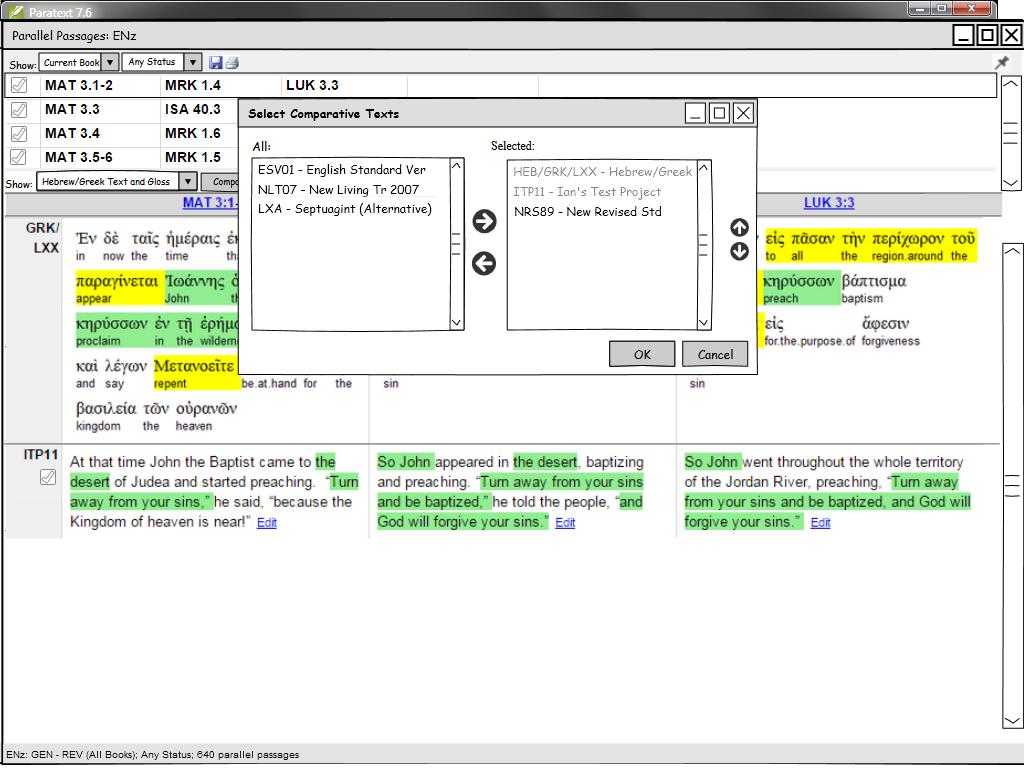 Paratext 7.6
Parallel Passages: ENz
Show: Current Book Any Status
MAT 3.1-2 MRK 1.4 LUK 3.3
MAT 3.3 ISA 40.3
MAT 3.4 MRK 1.6
MAT 3.5-6 MRK 1.5
Show: Hebrew/Greek Text and Gloss Compa
MAT 3:1- LUK 3:3
Select Comparative Texts
All:
ESV01 - English Standard Ver
NLT07 - New Living Tr 2007
LXA - Septuagint (Alternative)
Selected:
HEB/GRK/LXX - Hebrew/Greek
ITP11 - Ian's Test Project
NRS89 - New Revised Std
OK Cancel
GRK/
LXX
Ἐν δὲ ταῖς ἡμέραις ἐκ
in now the time tha
παραγίνεται Ἰωάννης ὁ
appear John th
κηρύσσων ἐν τῇ ἐρήμο
proclaim in the wildern
καὶ λέγων Μετανοεῖτε
and say repent be.at.hand for the
βασιλεία τῶν οὐρανῶν
kingdom the heaven
sin
εἰς πᾶσαν τὴν περίχωρον τοῦ
to all the region.around the
κηρύσσων βάπτισμα
preach baptism
εἰς ἄφεσιν
for.the.purpose.of forgiveness
sin
ITP11
At that time John the Baptist came to the
desert of Judea and started preaching. “Turn
away from your sins,” he said, “because the
Kingdom of heaven is near!” Edit
So John appeared in the desert, baptizing
and preaching. “Turn away from your sins
and be baptized,” he told the people, “and
God will forgive your sins.” Edit
So John went throughout the whole territory
of the Jordan River, preaching, “Turn away
from your sins and be baptized, and God will
forgive your sins.” Edit
ENz: GEN - REV (All Books); Any Status; 640 parallel passages